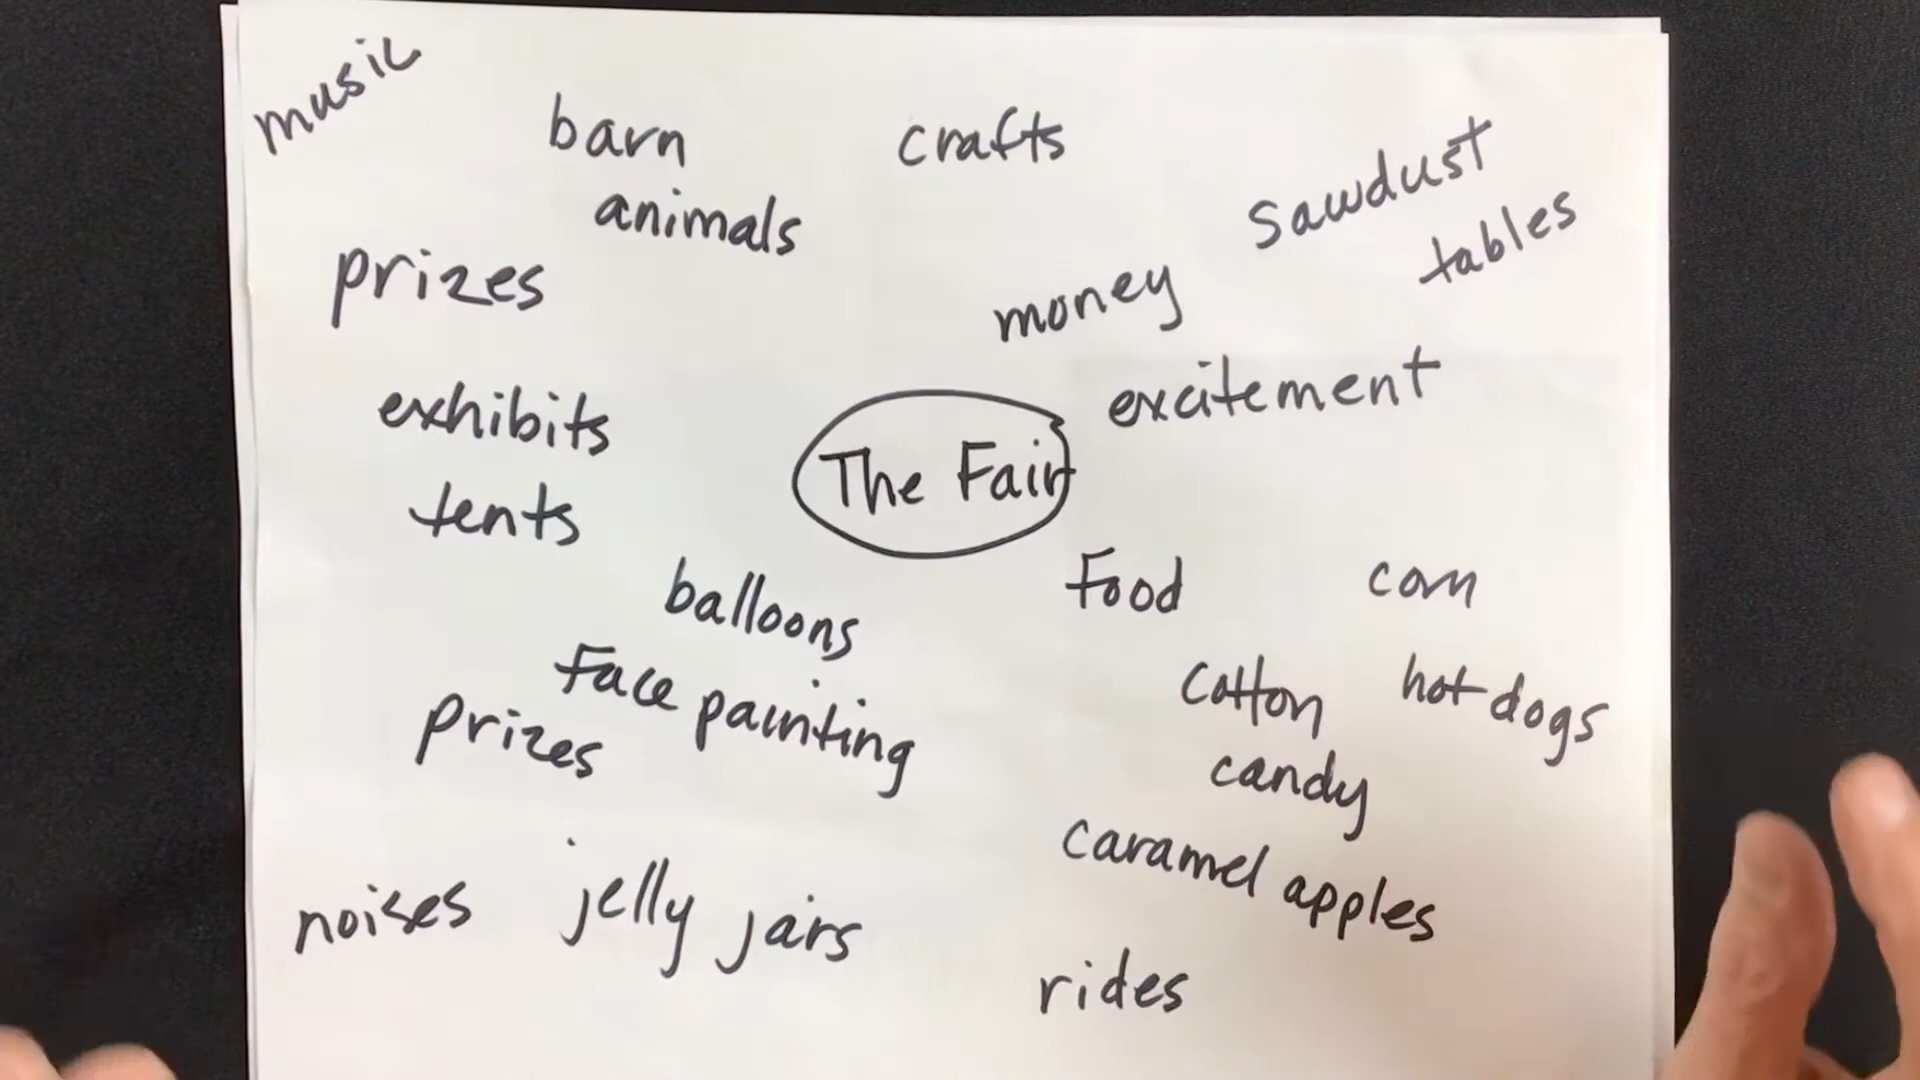 music
barn
crafts
sawdust
animals
tables
prizes
money
excitement
exhibits
The Fair
tents
Food
corn
balloons
Face painting
cotton
hot dogs
prizes
candy
caramel apples
noises
jelly jars
rides